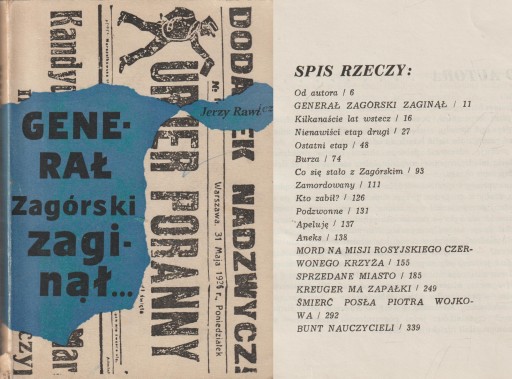 Jerzy Rawicz
GENE-
RAŁ
Zagórski
zagi-
nął...
DODATEK NADZWYCZ
KURIER PORANNY
Warszawa, 31 Maja 1926 r., Poniedziałek
Kandy
SPIS RZECZY:
Od autora / 6
GENERAŁ ZAGÓRSKI ZAGINĄŁ / 11
Kilkanaście lat wstecz / 16
Nienawiści etap drugi / 27
Ostatni etap / 48
Burza / 74
Co się stało z Zagórskim / 93
Zamordowany / 111
Kto zabił? / 126
Podzwonne / 131
Apeluję / 137
Aneks / 138
MORD NA MISJI ROSYJSKIEGO CZER-
WONEGO KRZYŻA / 155
SPRZEDANE MIASTO / 185
KREUGER MA ZAPAŁKI / 249
ŚMIERĆ POSŁA PIOTRA WOJKO-
WA / 292
BUNT NAUCZYCIELI / 339